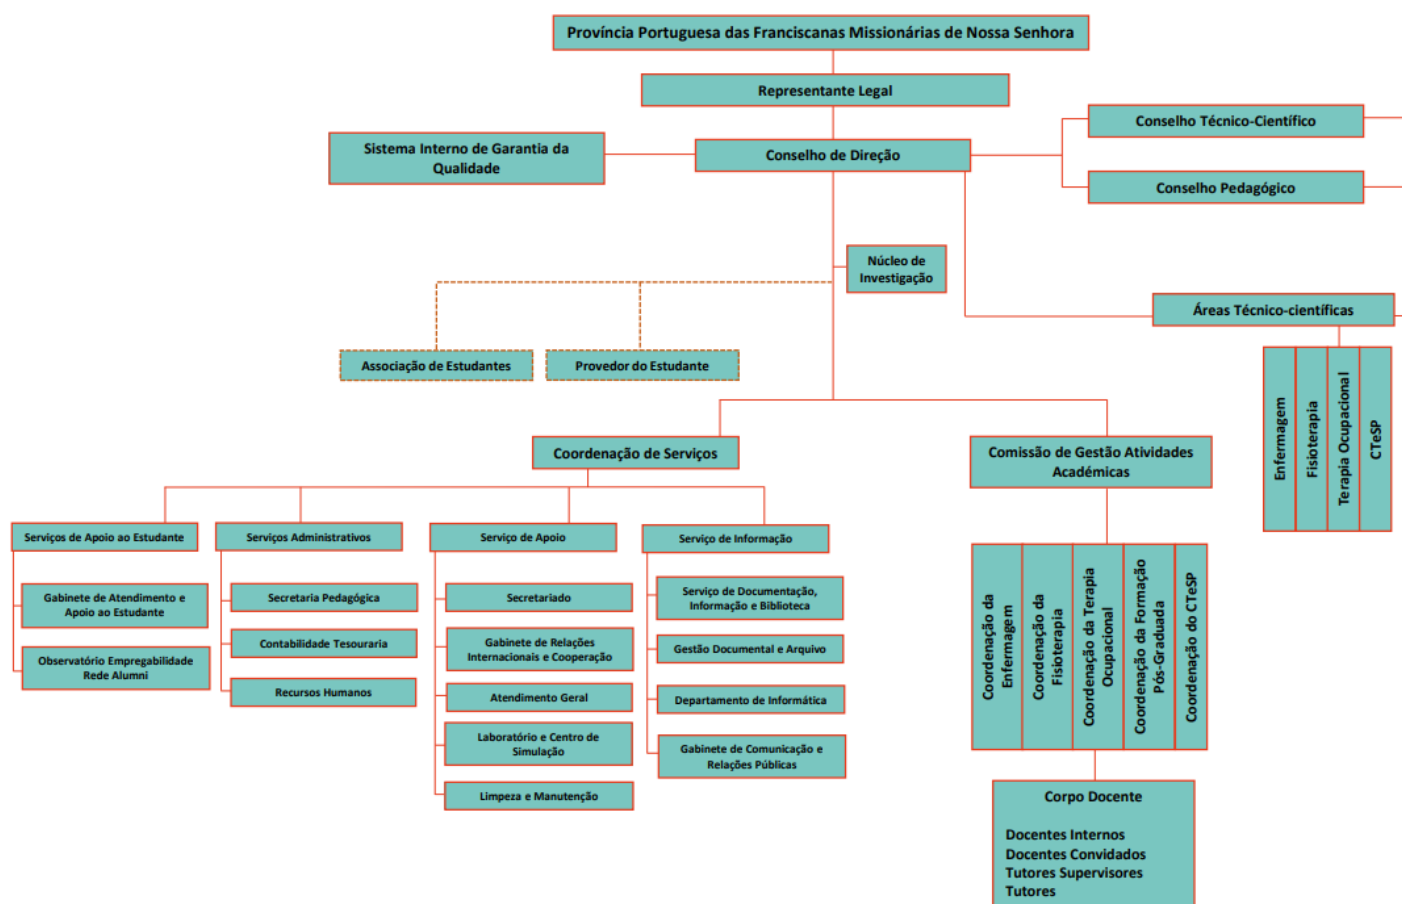 Província Portuguesa das Franciscanas Missionárias de Nossa Senhora
Representante Legal
Conselho Técnico-Científico
Sistema Interno de Garantia da
Qualidade
Conselho de Direção
Conselho Pedagógico
Núcleo de
Investigação
Áreas Técnico-científicas
Associação de Estudantes
Provedor do Estudante
Enfermagem
Fisioterapia
Terapia Ocupacional
CTeSP
Coordenação de Serviços
Comissão de Gestão Atividades
Académicas
Serviços de Apoio ao Estudante
Gabinete de Atendimento e
Apoio ao Estudante
Observatório Empregabilidade
Rede Alumni
Serviços Administrativos
Secretaria Pedagógica
Contabilidade Tesouraria
Recursos Humanos
Serviço de Apoio
Secretariado
Gabinete de Relações
Internacionais e Cooperação
Atendimento Geral
Laboratório e Centro de
Simulação
Limpeza e Manutenção
Serviço de Informação
Serviço de Documentação,
Informação e Biblioteca
Gestão Documental e Arquivo
Departamento de Informática
Gabinete de Comunicação e
Relações Públicas
Coordenação da
Enfermagem
Coordenação da
Fisioterapia
Coordenação da Terapia
Ocupacional
Coordenação da Formação
Pós-Graduada
Coordenação do CTeSP
Corpo Docente
Docentes Internos
Docentes Convidados
Tutores Supervisores
Tutores